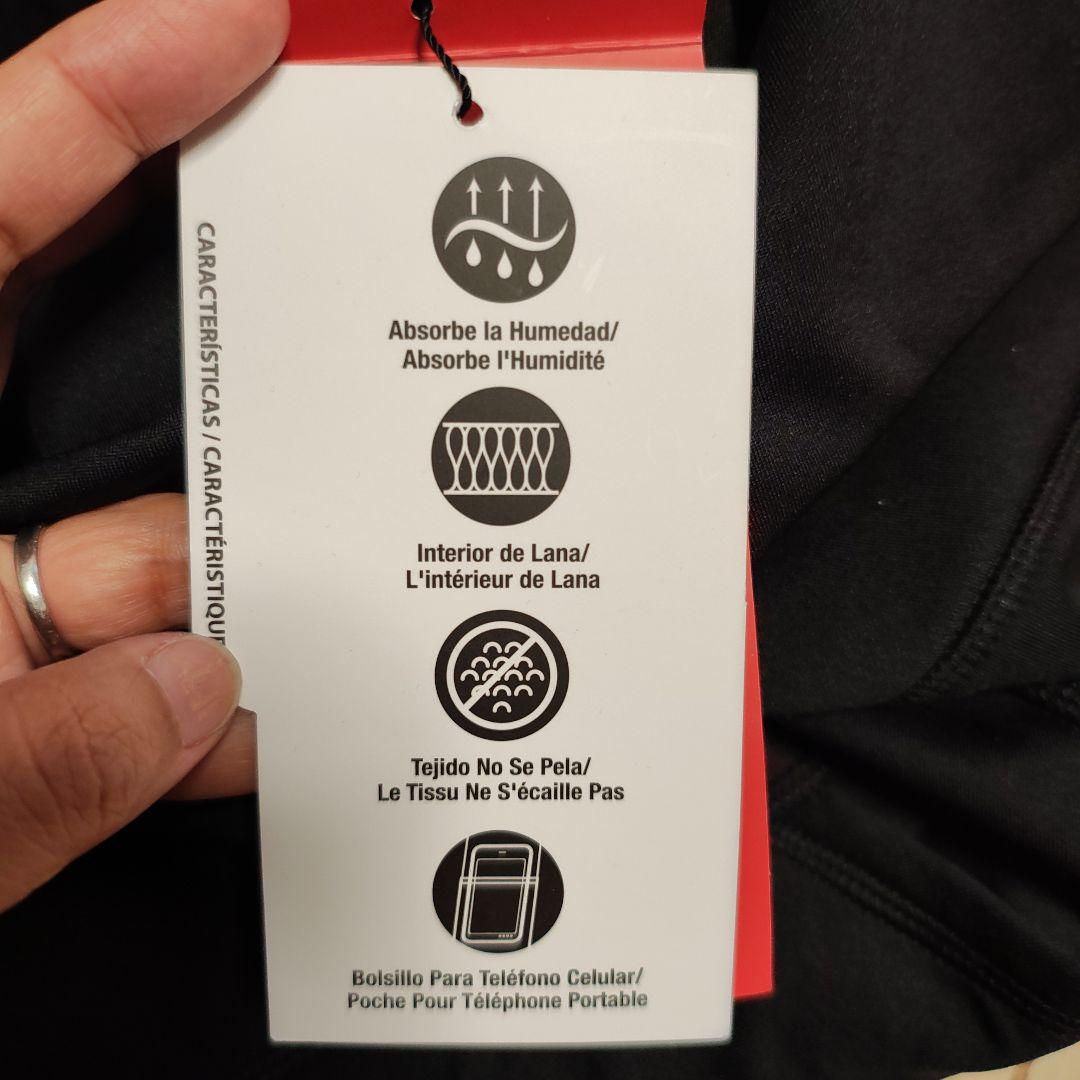 CARACTERÍSTICAS / CARACTÉRISTIQUE
Absorbe la Humedad/
Absorbe l'Humidité
Interior de Lana/
L'intérieur de Lana
Tejido No Se Pela/
Le Tissu Ne S'écaille Pas
Bolsillo Para Teléfono Celular/
Poche Pour Téléphone Portable